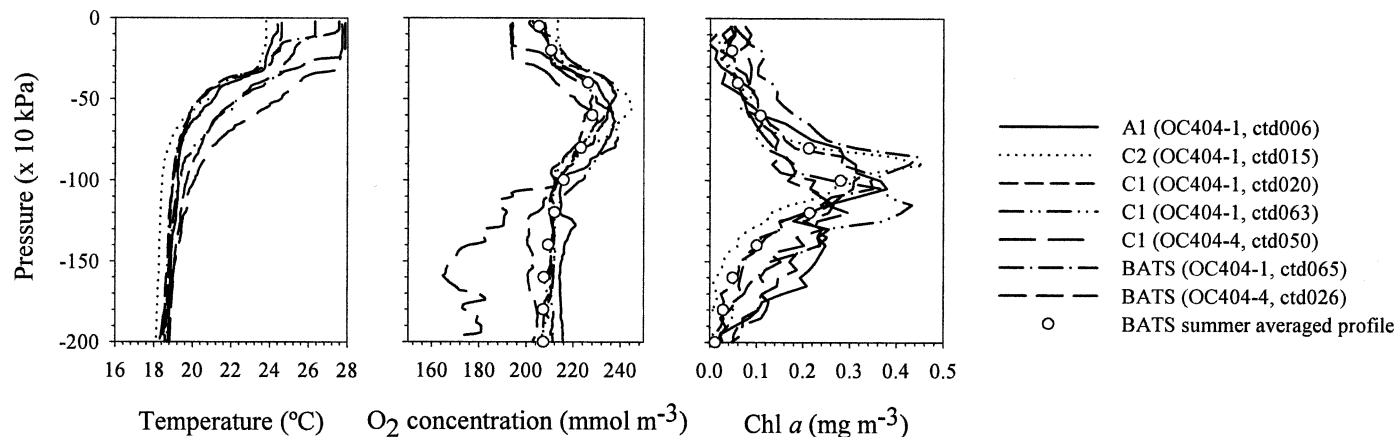 Pressure (x 10 kPa)
0
-50
-100
-150
-200
16 18 20 22 24 26 28
160 180 200 220 240
0.0 0.1 0.2 0.3 0.4 0.5
Temperature (ºC)
O2 concentration (mmol m-3)
Chl a (mg m-3)
A1 (OC404-1, ctd006)
C2 (OC404-1, ctd015)
C1 (OC404-1, ctd020)
C1 (OC404-1, ctd063)
C1 (OC404-4, ctd050)
BATS (OC404-1, ctd065)
BATS (OC404-4, ctd026)
BATS summer averaged profile